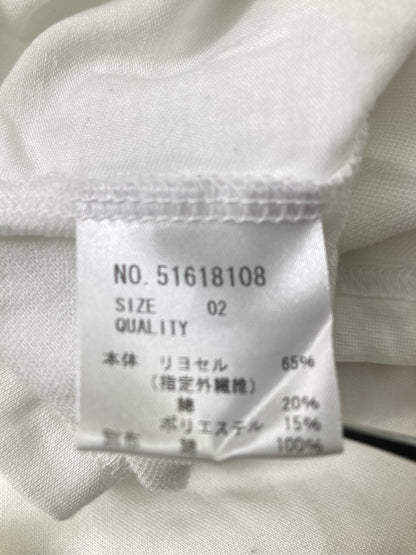 NO. 51618108
SIZE 02
QUALITY
本体 リヨセル 65%
(指定外繊維)
綿 20%
ポリエステル 15%
別布 綿 100%